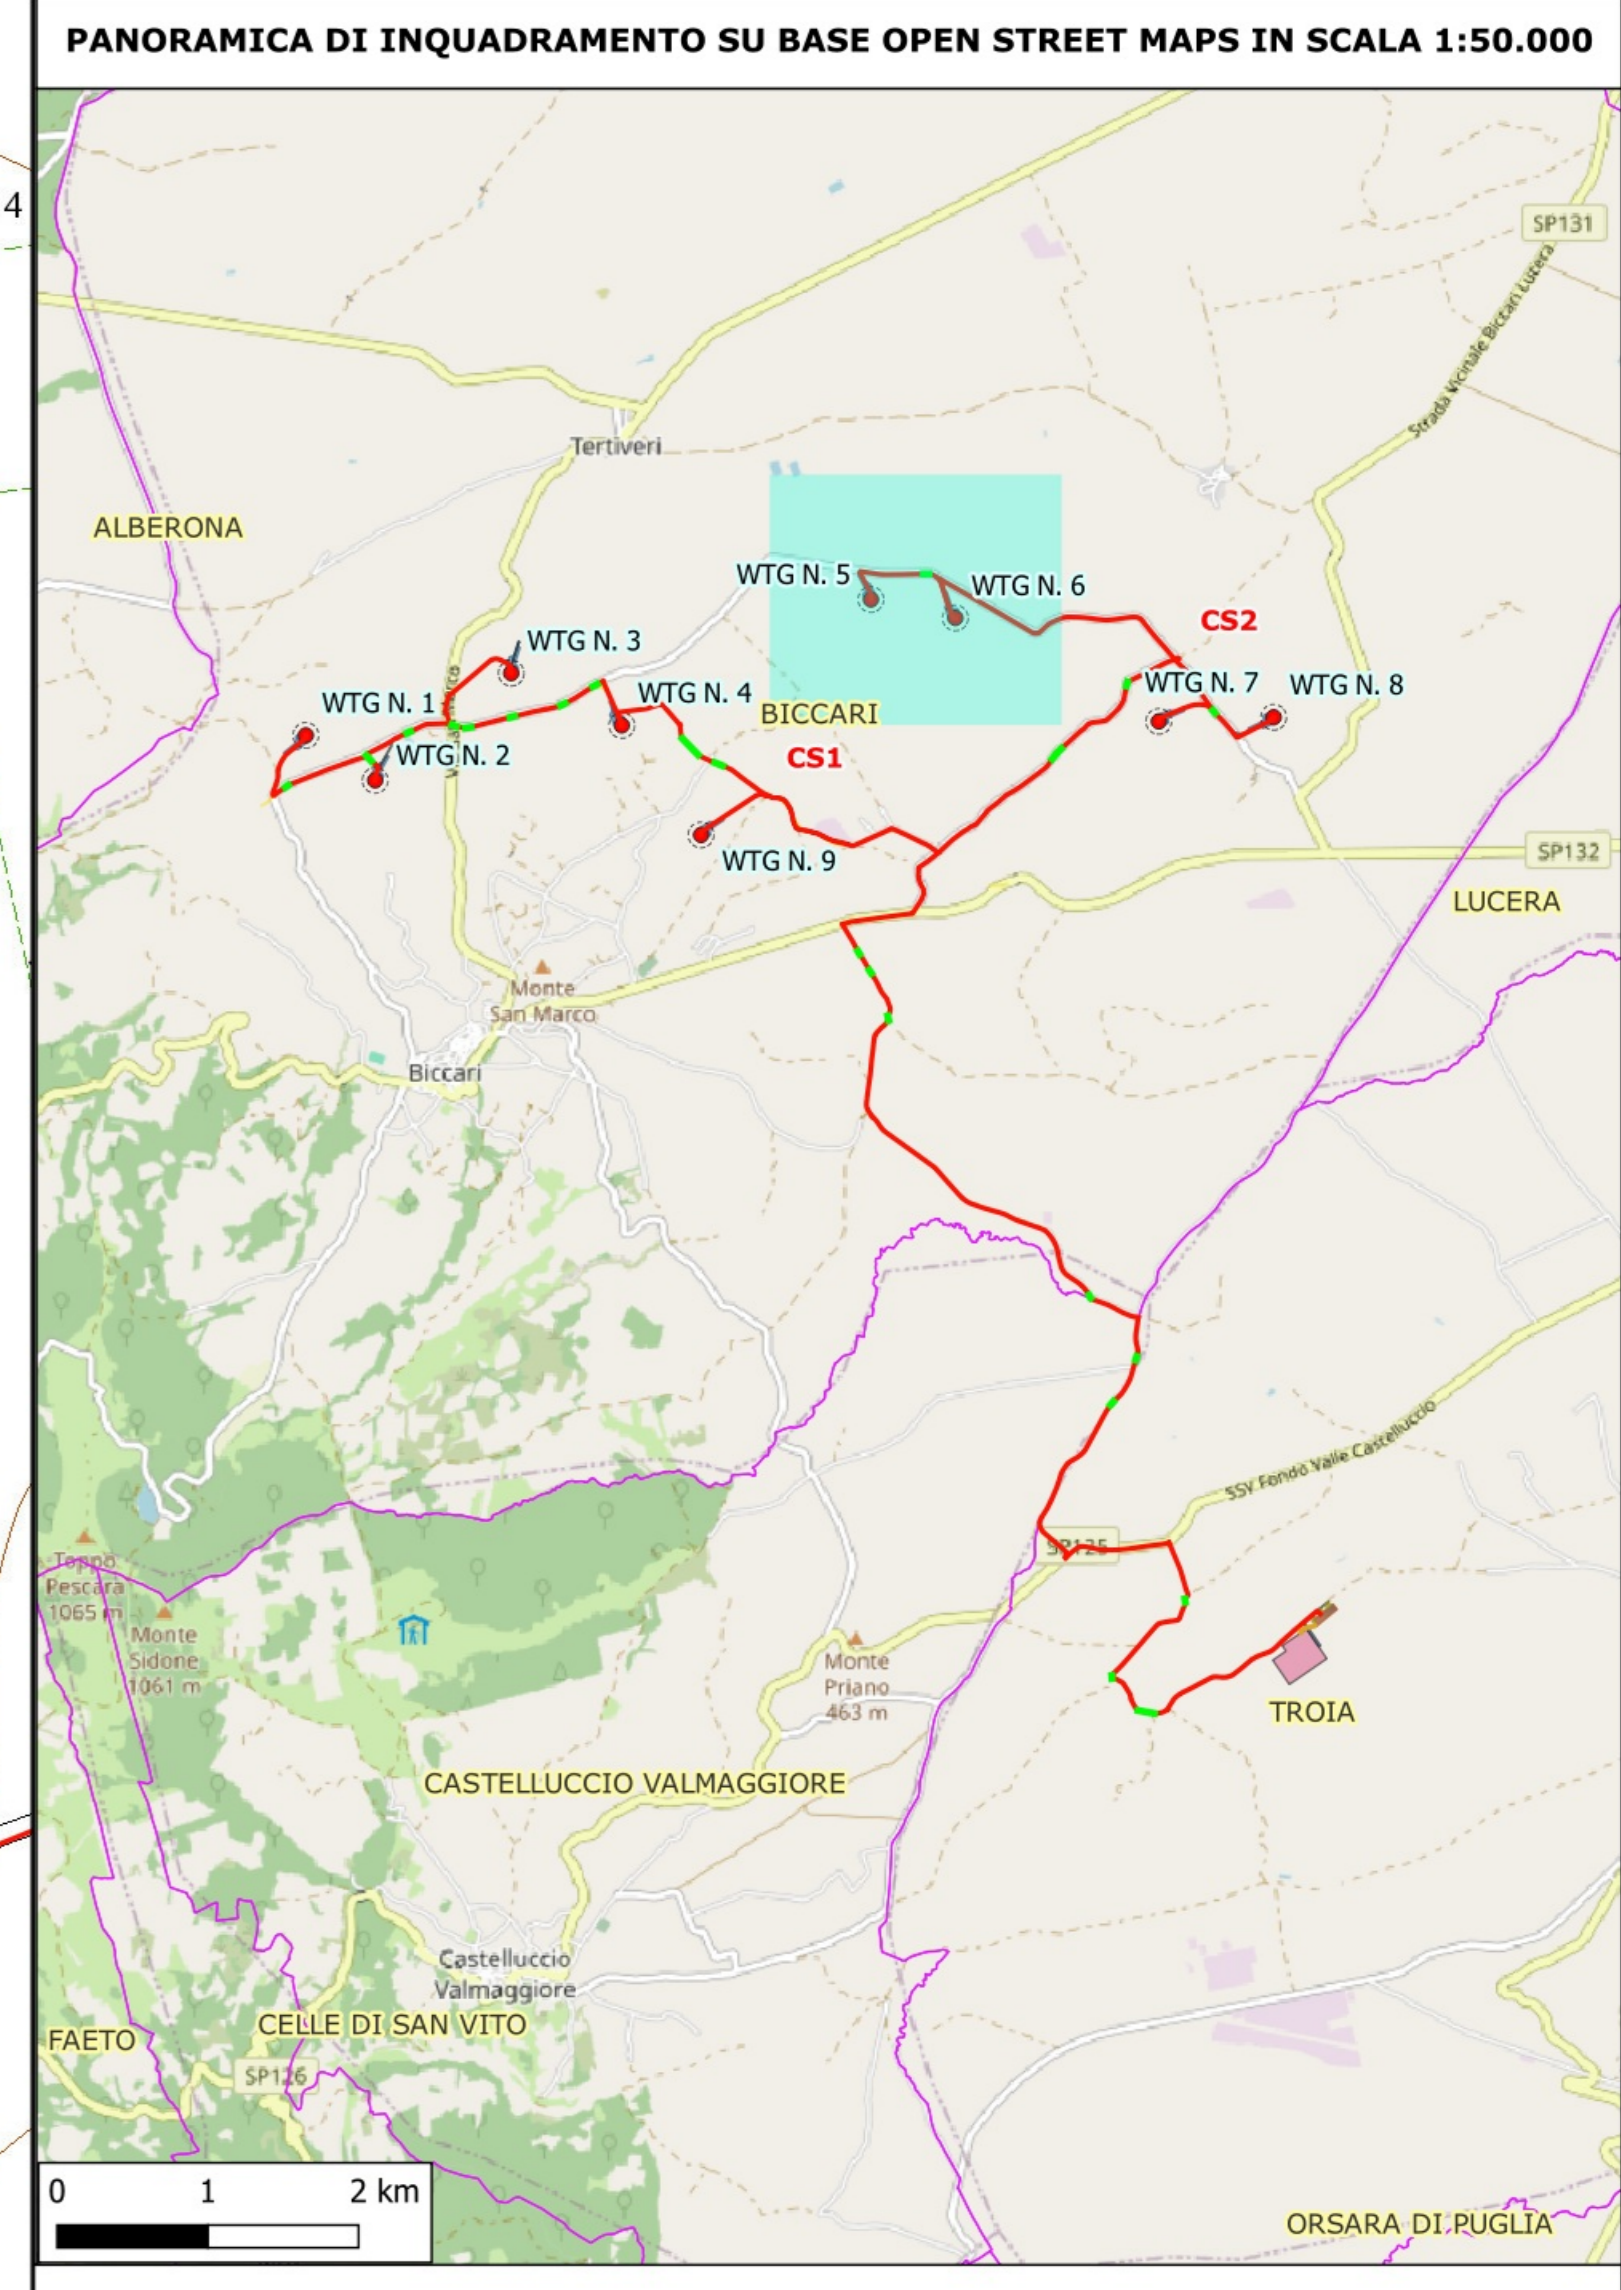 PANORAMICA DI INQUADRAMENTO SU BASE OPEN STREET MAPS IN SCALA 1:50.000
4
SP131
Strada Vicinale Biccari Lucera
Tertiveri
ALBERONA
WTG N. 5
WTG N. 6
CS2
WTG N. 3
WTG N. 7
WTG N. 8
WTG N. 1
WTG N. 4
BICCARI
WTG N. 2
CS1
WTG N. 9
SP132
LUCERA
Monte
San Marco
Biccari
SSV Fondo Valle Castelluccio
SP125
Toppo
Pescara
1065 m
Monte
Sidone
1061 m
Monte
Priano
463 m
TROIA
CASTELLUCCIO VALMAGGIORE
Castelluccio
Valmaggiore
CELLE DI SAN VITO
FAETO
SP126
0 1 2 km
ORSARA DI PUGLIA